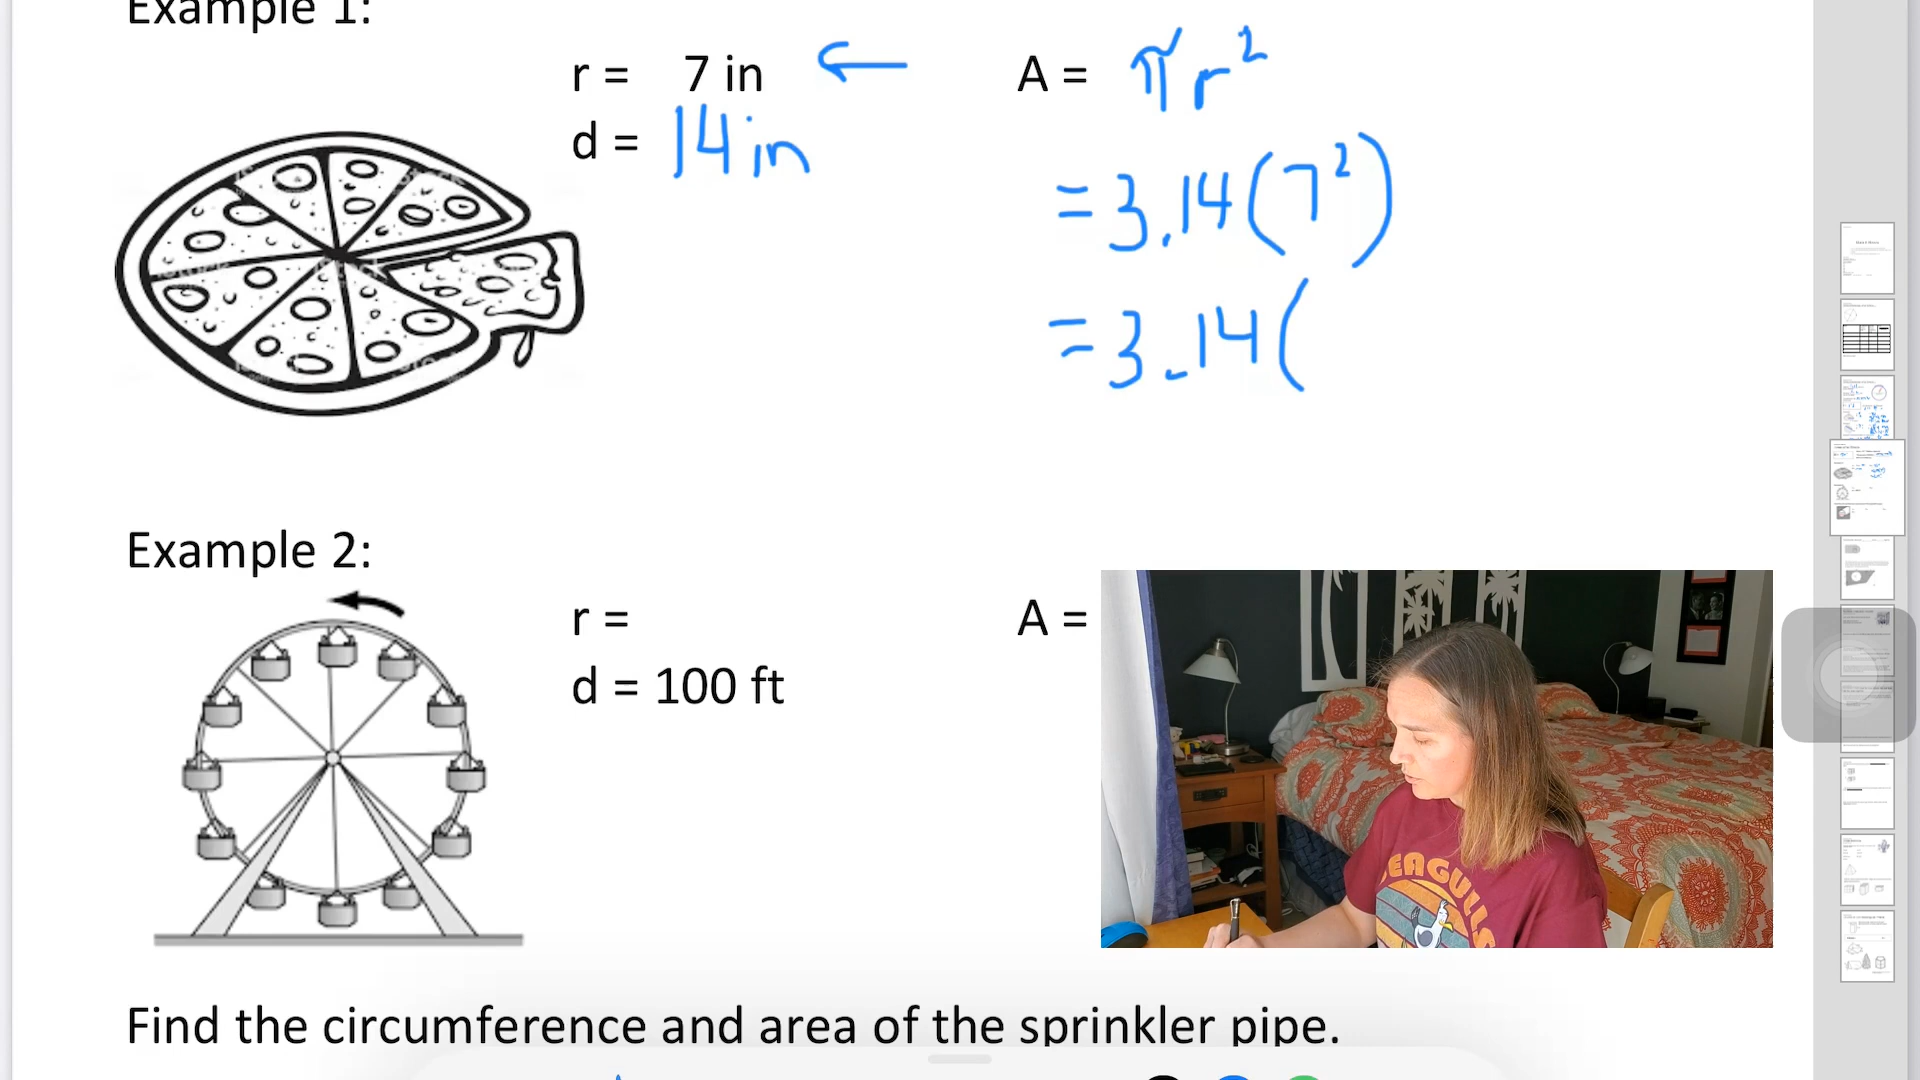 Example 1:
r = 7 in
d = 14 in
A = πr²
= 3.14(7²)
= 3.14(
Example 2:
r =
d = 100 ft
A =
EAGULLS
Find the circumference and area of the sprinkler pipe.